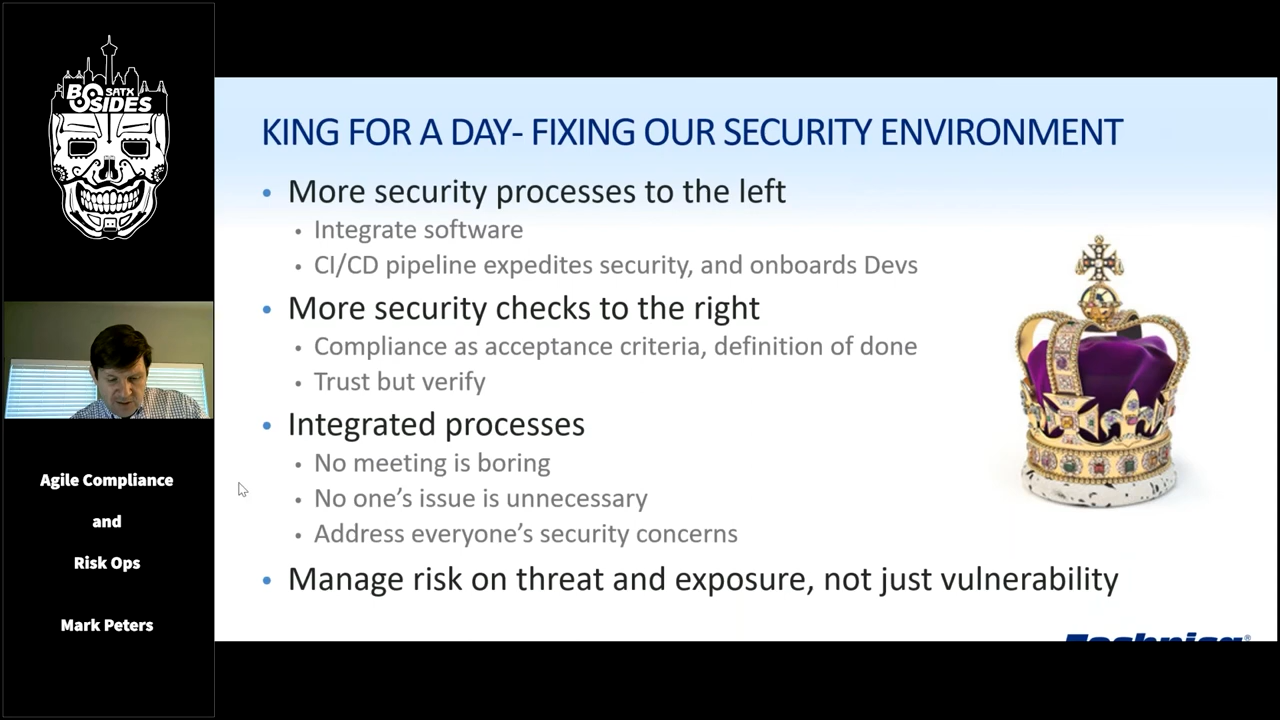 BSIDES
SATX
KING FOR A DAY- FIXING OUR SECURITY ENVIRONMENT
• More security processes to the left
• Integrate software
• CI/CD pipeline expedites security, and onboards Devs
• More security checks to the right
• Compliance as acceptance criteria, definition of done
• Trust but verify
• Integrated processes
• No meeting is boring
• No one's issue is unnecessary
• Address everyone's security concerns
• Manage risk on threat and exposure, not just vulnerability
Agile Compliance
and
Risk Ops
Mark Peters